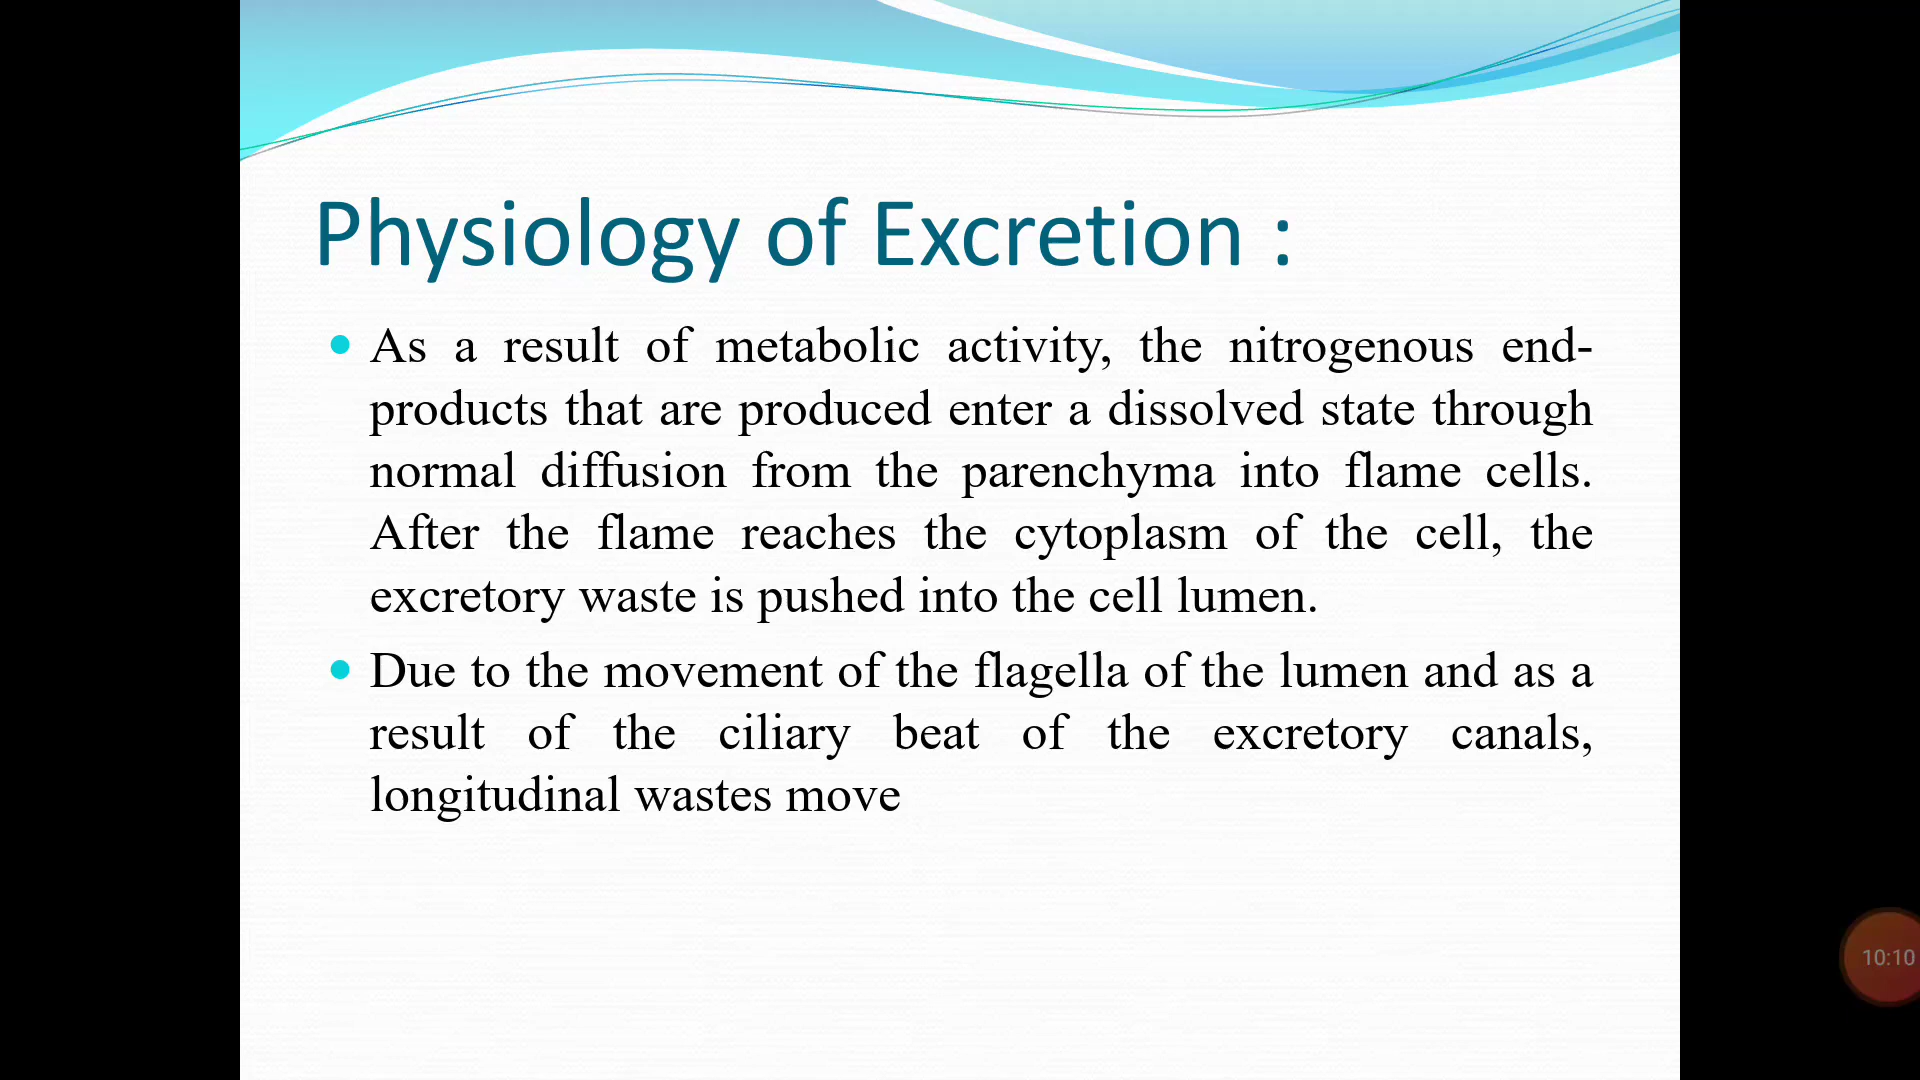 Physiology of Excretion :
As a result of metabolic activity, the nitrogenous end-
products that are produced enter a dissolved state through
normal diffusion from the parenchyma into flame cells.
After the flame reaches the cytoplasm of the cell, the
excretory waste is pushed into the cell lumen.
Due to the movement of the flagella of the lumen and as a
result of the ciliary beat of the excretory canals,
longitudinal wastes move
10:10